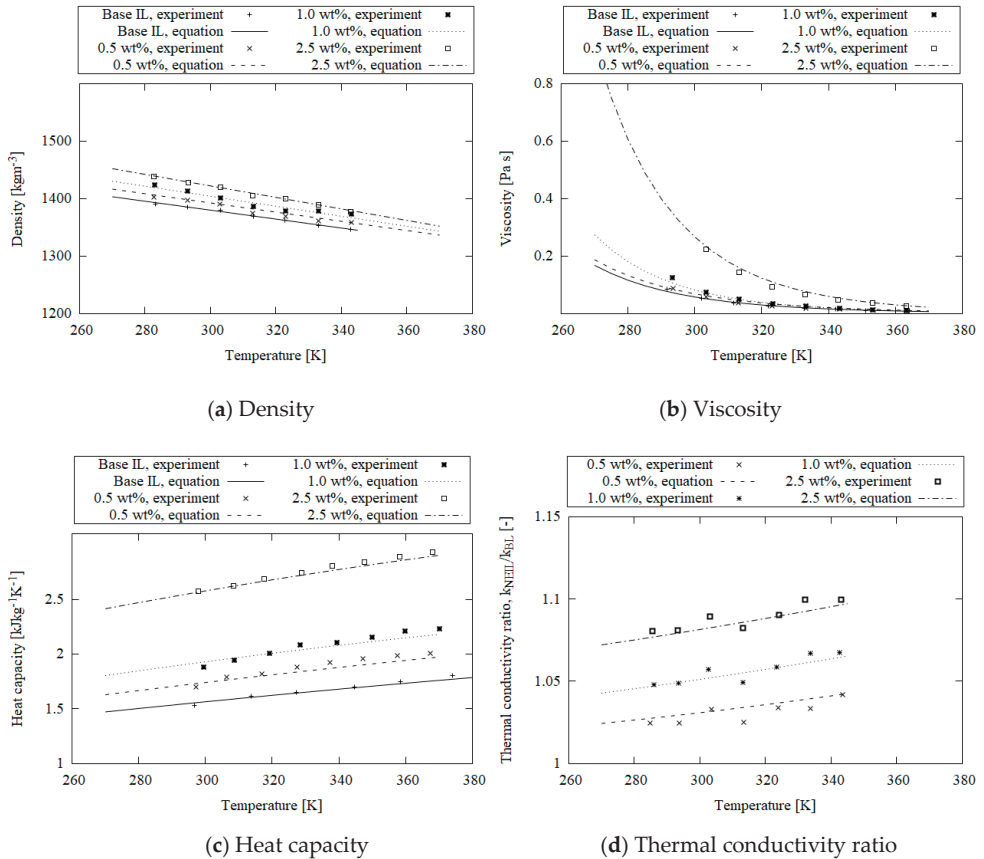 Base IL, experiment
Base IL, equation
0.5 wt%, experiment
0.5 wt%, equation
1.0 wt%, experiment
1.0 wt%, equation
2.5 wt%, experiment
2.5 wt%, equation
Density [kgm-3]
1500
1400
1300
1200
260 280 300 320 340 360 380
Temperature [K]
(a) Density
Base IL, experiment
Base IL, equation
0.5 wt%, experiment
0.5 wt%, equation
1.0 wt%, experiment
1.0 wt%, equation
2.5 wt%, experiment
2.5 wt%, equation
Viscosity [Pa s]
0.8
0.6
0.4
0.2
260 280 300 320 340 360 380
Temperature [K]
(b) Viscosity
Base IL, experiment
Base IL, equation
0.5 wt%, experiment
0.5 wt%, equation
1.0 wt%, experiment
1.0 wt%, equation
2.5 wt%, experiment
2.5 wt%, equation
Heat capacity [kJkg-1K-1]
2.5
2
1.5
1
260 280 300 320 340 360 380
Temperature [K]
(c) Heat capacity
0.5 wt%, experiment
0.5 wt%, equation
1.0 wt%, experiment
1.0 wt%, equation
2.5 wt%, experiment
2.5 wt%, equation
Thermal conductivity ratio, kNEIL/kBL [-]
1.15
1.1
1.05
1
260 280 300 320 340 360 380
Temperature [K]
(d) Thermal conductivity ratio